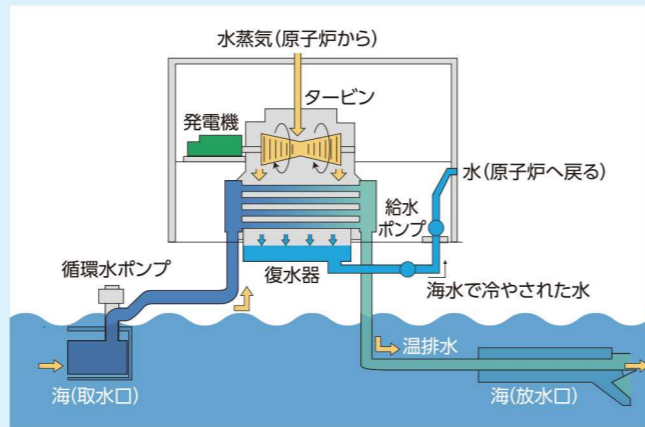 水蒸気(原子炉から)
タービン
発電機
水(原子炉へ戻る)
給水
ポンプ
循環水ポンプ
復水器
海水で冷やされた水
温排水
海(取水口)
海(放水口)